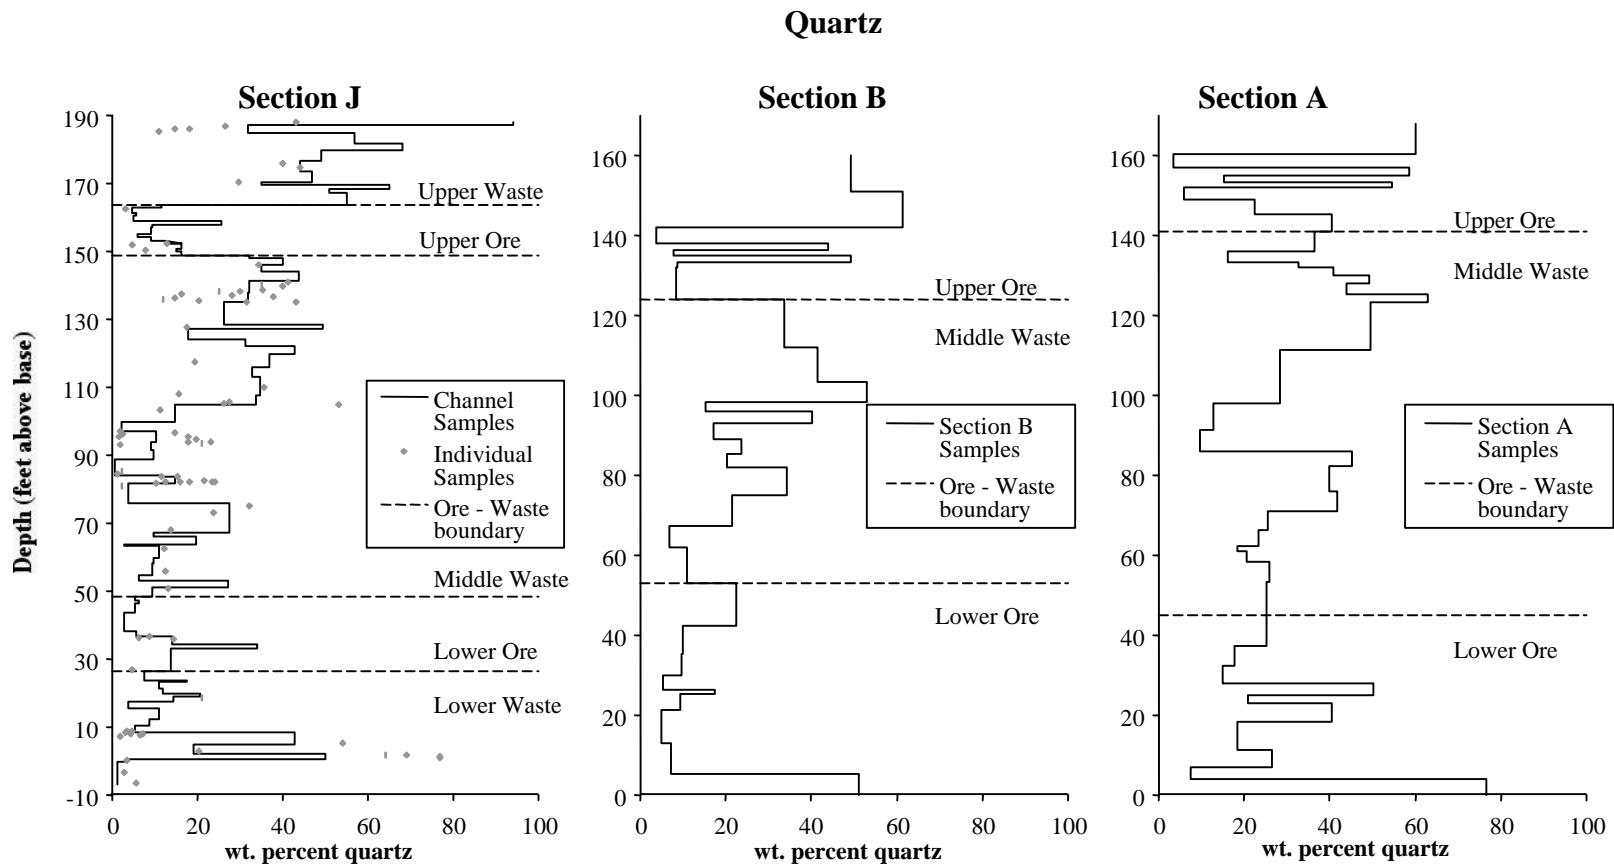 Quartz
Section J
190
170
150
130
110
90
70
50
30
10
-10
Depth (feet above base)
Upper Waste
Upper Ore
Channel
Samples
Individual
Samples
Ore - Waste
boundary
Middle Waste
Lower Ore
Lower Waste
0
20
40
60
80
100
wt. percent quartz
Section B
160
140
120
100
80
60
40
20
0
Upper Ore
Middle Waste
Section B
Samples
Ore - Waste
boundary
Lower Ore
0
20
40
60
80
100
wt. percent quartz
Section A
160
140
120
100
80
60
40
20
0
Upper Ore
Middle Waste
Section A
Samples
Ore - Waste
boundary
Lower Ore
0
20
40
60
80
100
wt. percent quartz